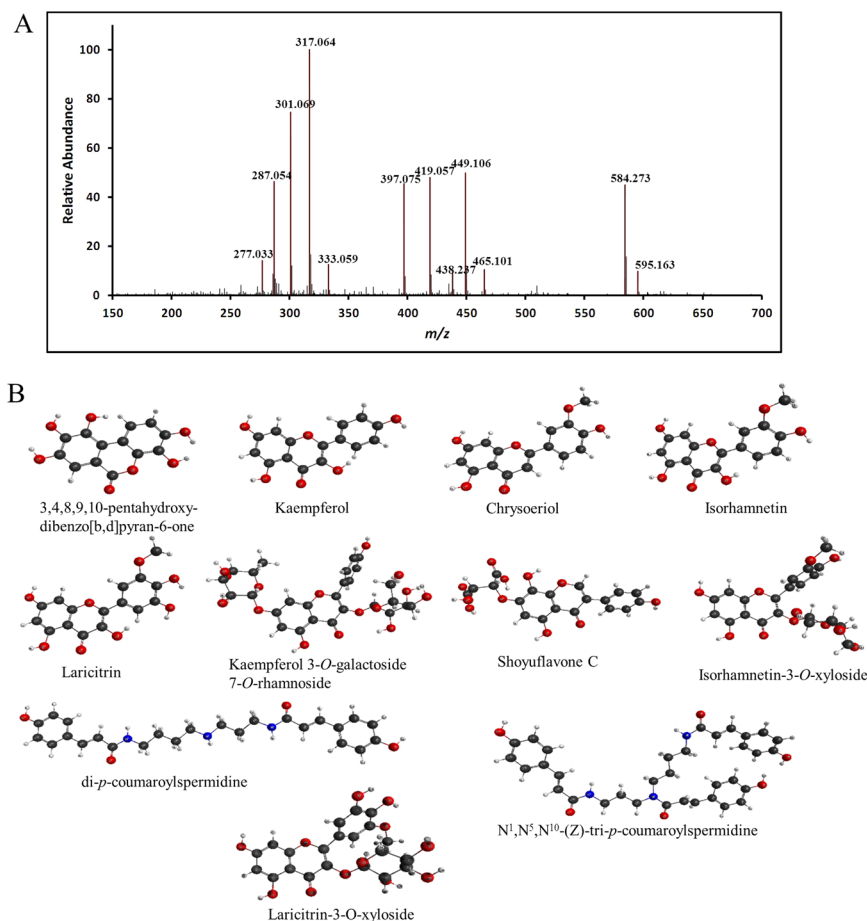 A
317.064
100
301.069
80
Relative Abundance
60
287.054
397.075
419.057
449.106
584.273
40
277.033
20
333.059
438.237
465.101
595.163
0
150 200 250 300 350 400 450 500 550 600 650 700
m/z
B
3,4,8,9,10-pentahydroxy-
dibenzo[b,d]pyran-6-one
Kaempferol
Chrysoeriol
Isorhamnetin
Laricitrin
Kaempferol 3-O-galactoside
7-O-rhamnoside
Shoyuflavone C
Isorhamnetin-3-O-xyloside
di-p-coumaroylspermidine
N1,N5,N10-(Z)-tri-p-coumaroylspermidine
Laricitrin-3-O-xyloside